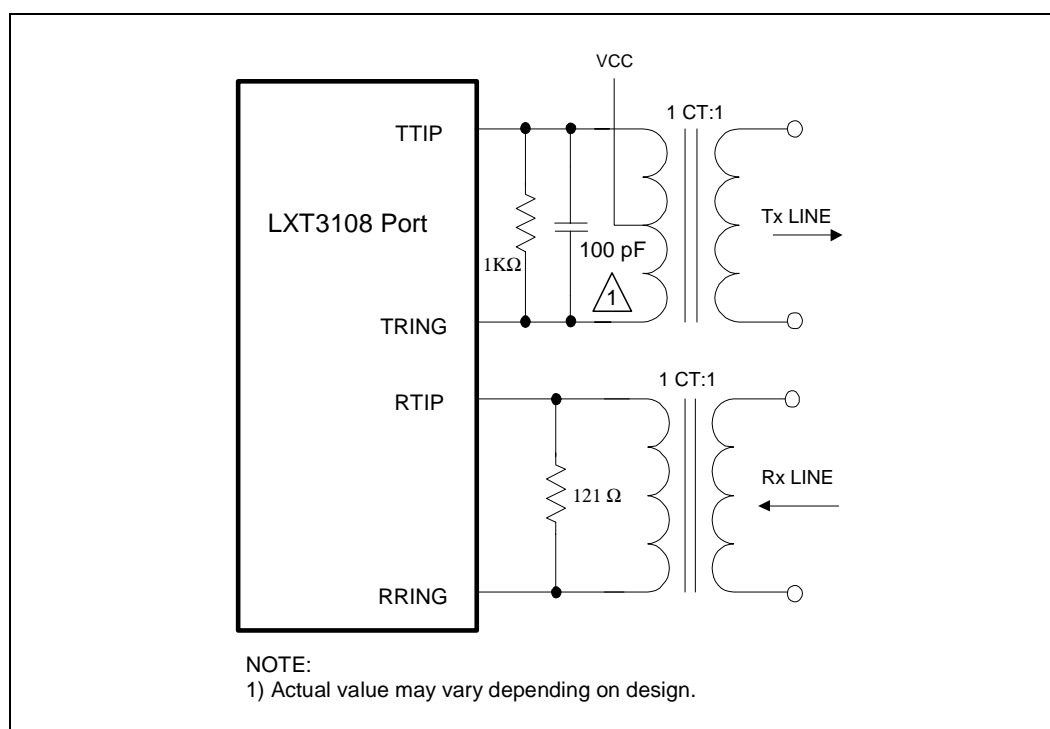 VCC
1 CT:1
TTIP
Tx LINE
LXT3108 Port
100 pF
1KΩ
1
TRING
1 CT:1
RTIP
Rx LINE
121 Ω
RRING
NOTE:
1) Actual value may vary depending on design.